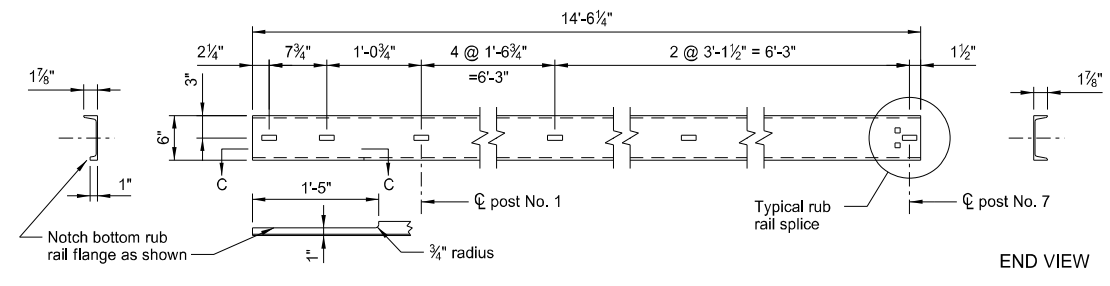 14'-6¼"
2¼"
7¾"
1'-0¾"
4 @ 1'-6¾"
=6'-3"
2 @ 3'-1½" = 6'-3"
1½"
1⅞"
3"
6"
1"
1⅞"
C
C
1'-5"
℄ post No. 1
Typical rub
rail splice
℄ post No. 7
Notch bottom rub
rail flange as shown
1"
¾" radius
END VIEW